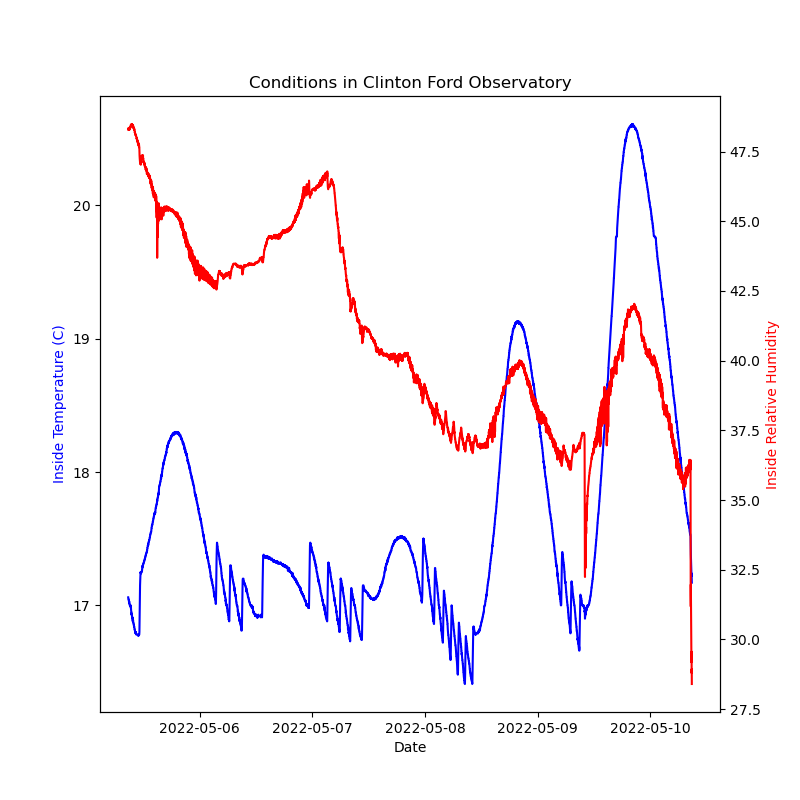 Conditions in Clinton Ford Observatory
20
19
18
17
Inside Temperature (C)
47.5
45.0
42.5
40.0
37.5
35.0
32.5
30.0
27.5
Inside Relative Humidity
2022-05-06 2022-05-07 2022-05-08 2022-05-09 2022-05-10
Date